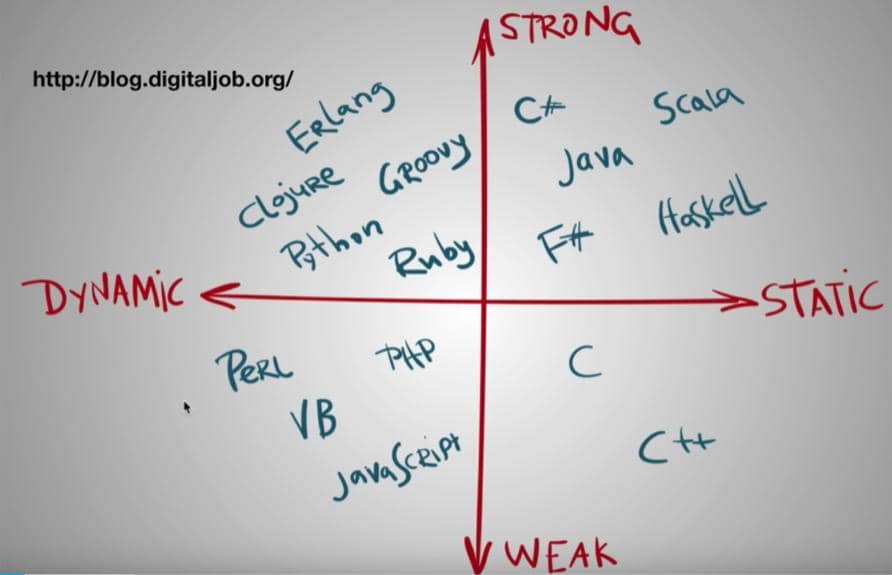 STRONG
http://blog.digitaljob.org/
Erlang
C#
Scala
Clojure
Groovy
Java
Python
Ruby
F#
Haskell
DYNAMIC
STATIC
Perl
PHP
C
VB
JavaScript
C++
WEAK